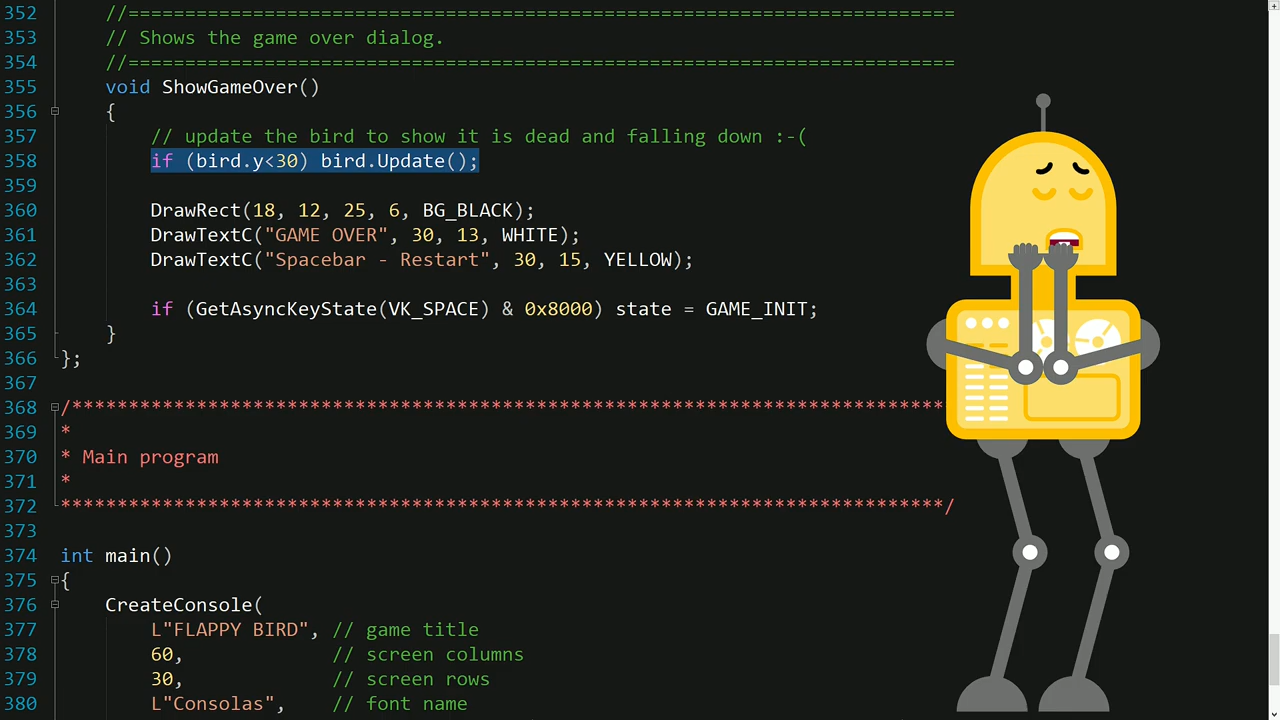 352 //=========================================================================
353 // Shows the game over dialog.
354 //=========================================================================
355 void ShowGameOver()
356 {
357 // update the bird to show it is dead and falling down :-(
358 if (bird.y<30) bird.Update();
359
360 DrawRect(18, 12, 25, 6, BG_BLACK);
361 DrawTextC("GAME OVER", 30, 13, WHITE);
362 DrawTextC("Spacebar - Restart", 30, 15, YELLOW);
363
364 if (GetAsyncKeyState(VK_SPACE) & 0x8000) state = GAME_INIT;
365 }
366 };
367
368 /*****************************************************************************
369 *
370 * Main program
371 *
372 ******************************************************************************/
373
374 int main()
375 {
376 CreateConsole(
377 L"FLAPPY BIRD", // game title
378 60, // screen columns
379 30, // screen rows
380 L"Consolas", // font name